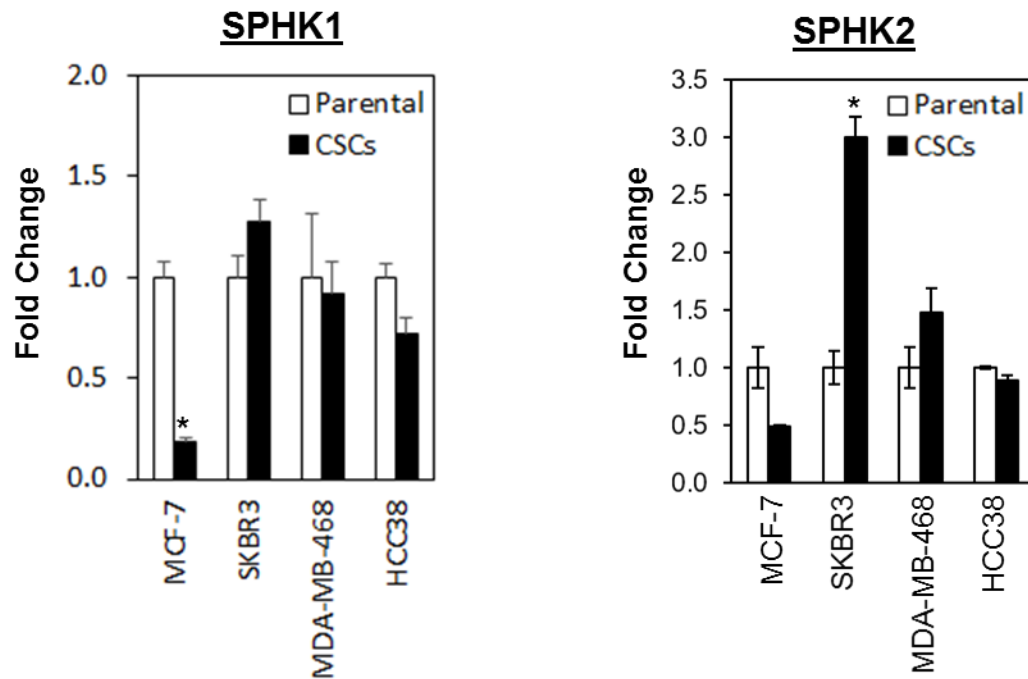 SPHK1
Fold Change
2.0
1.5
1.0
0.5
0.0
Parental
CSCs
*
MCF-7
SKBR3
MDA-MB-468
HCC38
SPHK2
Fold Change
3.5
3.0
2.5
2.0
1.5
1.0
0.5
0.0
*
Parental
CSCs
MCF-7
SKBR3
MDA-MB-468
HCC38